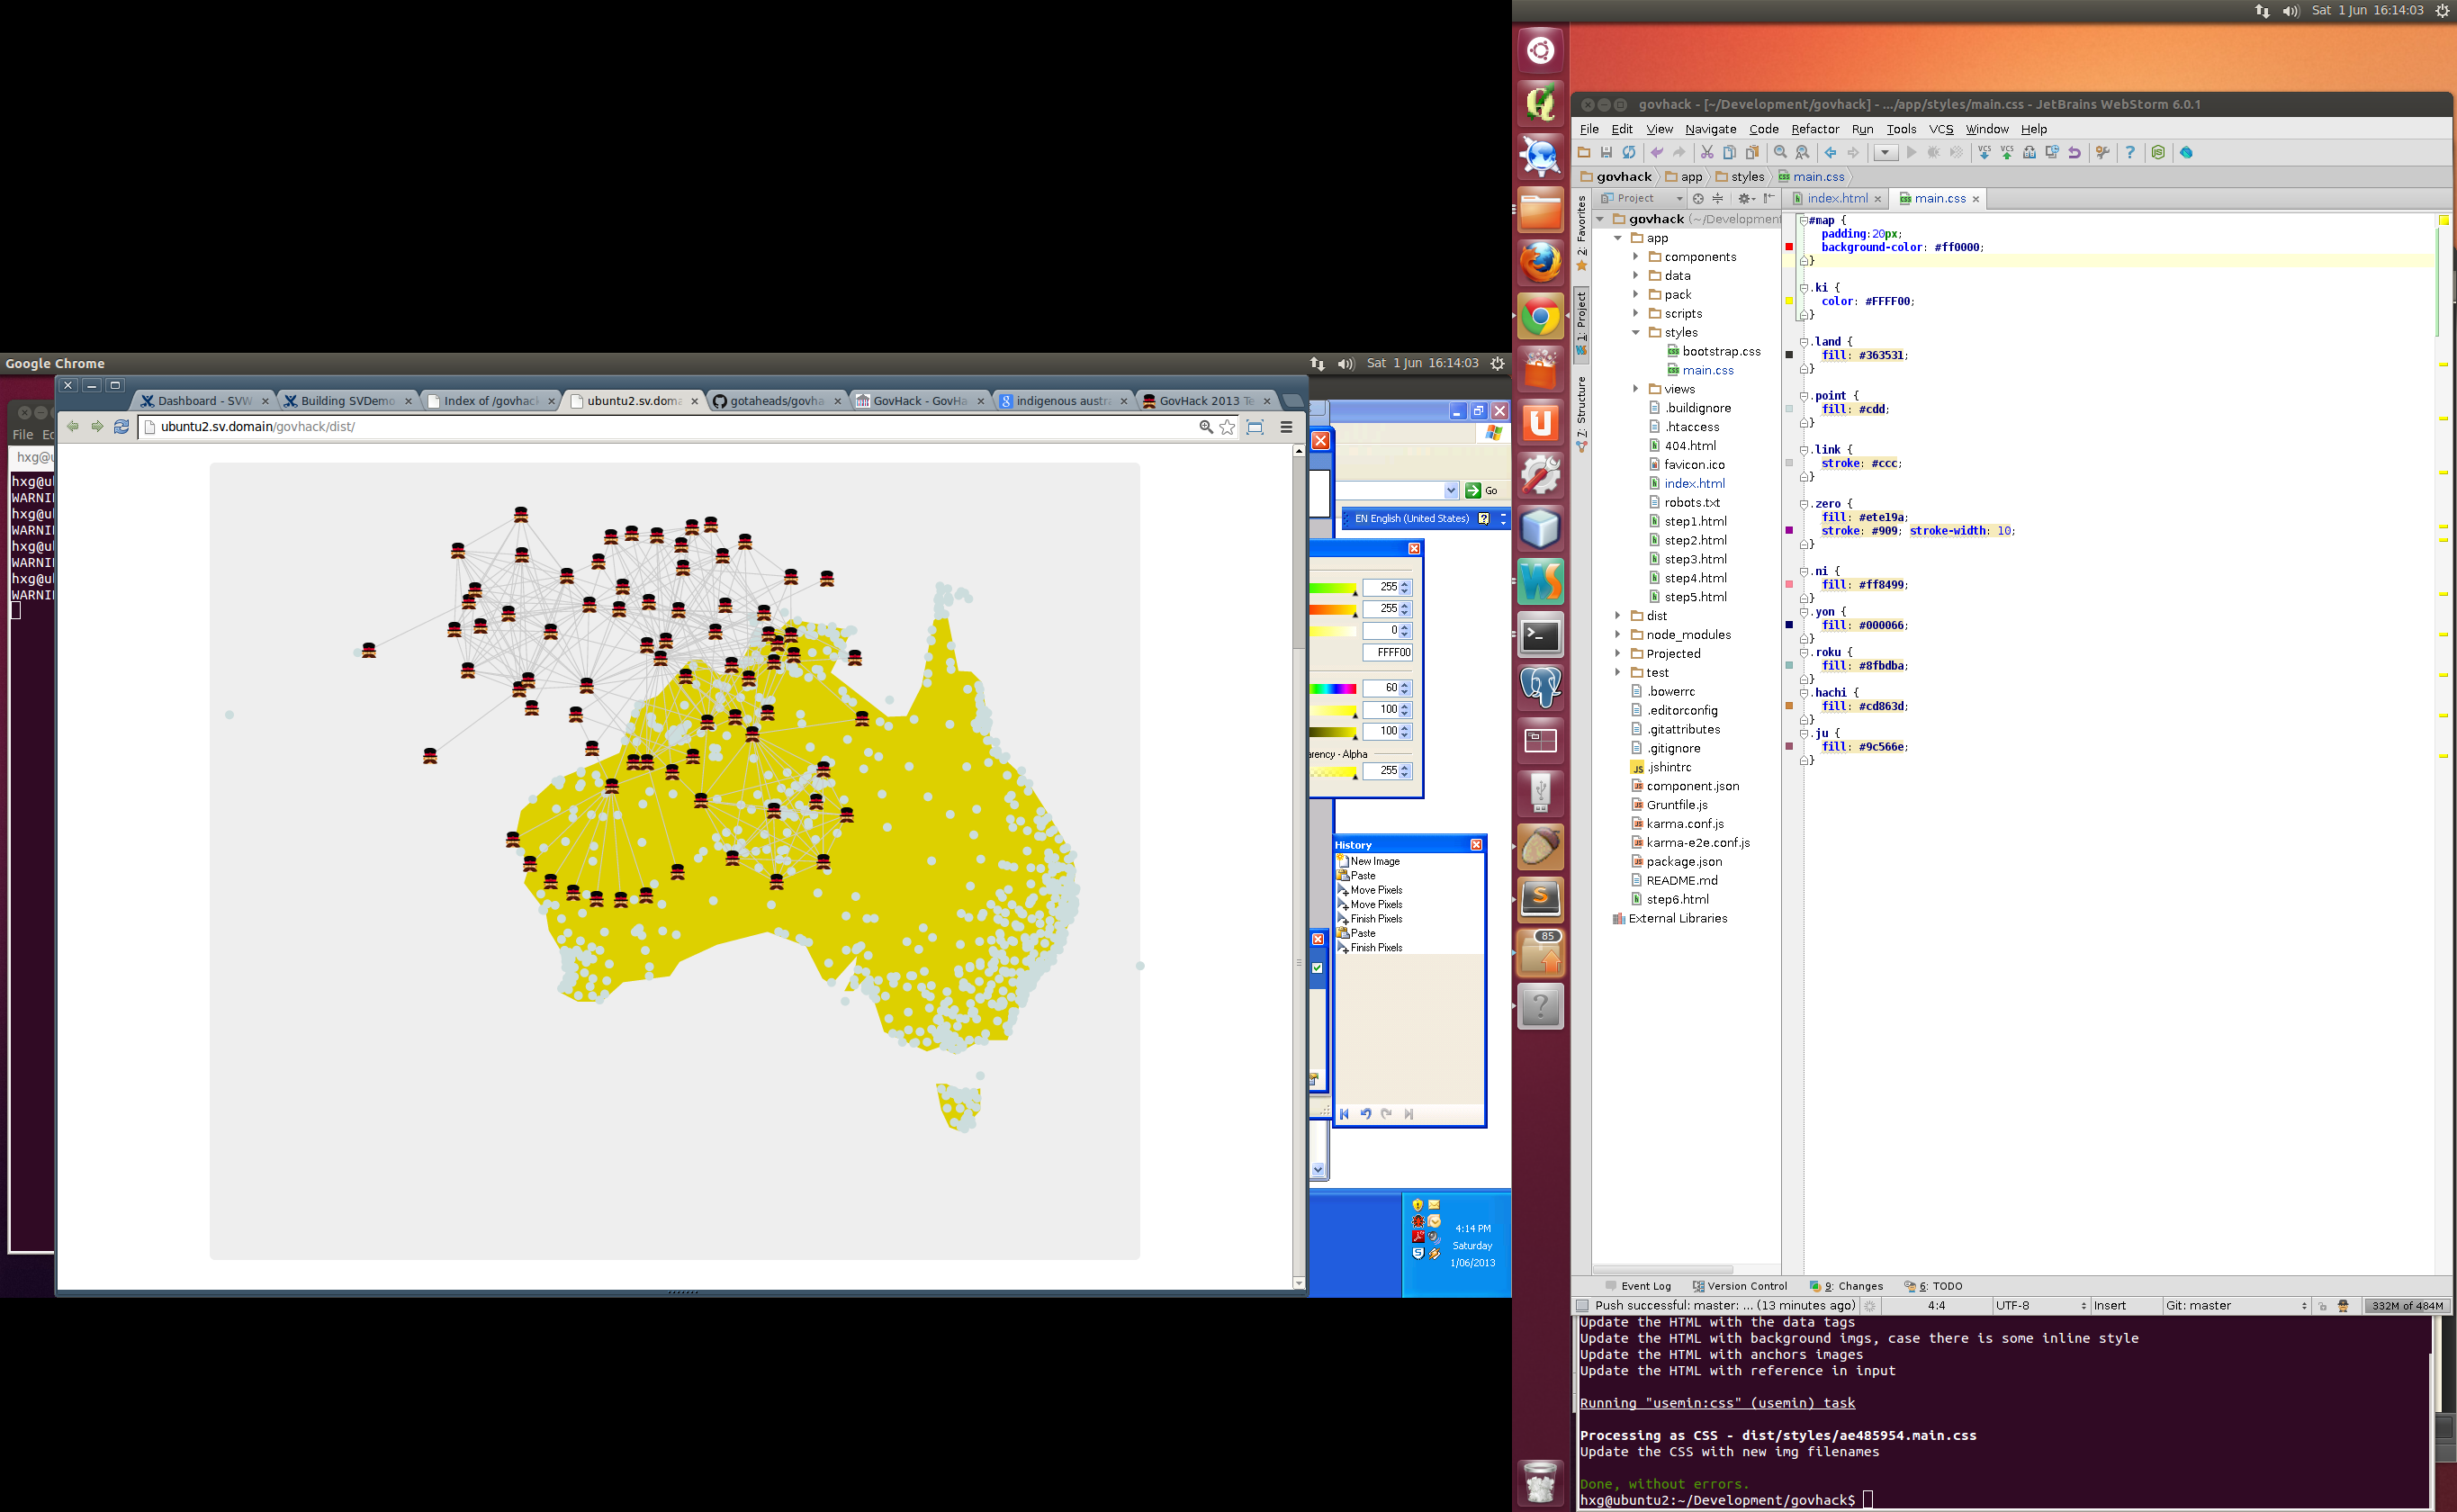 Google Chrome
Sat 1 Jun 16:14:03
Dashboard - SVW
Building SVDemo
Index of /govhack
ubuntu2.sv.doma
gotaheads/govha
GovHack - GovHa
indigenous austra
GovHack 2013 Te
ubuntu2.sv.domain/govhack/dist/
File
hxg@ul
WARNI
hxg@ul
WARNI
hxg@ul
WARNI
hxg@ul
WARNI
Go
EN English (United States)
255
255
0
FFFF00
60
100
100
arency - Alpha
255
History
New Image
Paste
Move Pixels
Move Pixels
Finish Pixels
Paste
Finish Pixels
4:14 PM
Saturday
1/06/2013
Sat 1 Jun 16:14:03
85
govhack - [~/Development/govhack] - .../app/styles/main.css - JetBrains WebStorm 6.0.1
File Edit View Navigate Code Refactor Run Tools VCS Window Help
govhack app styles main.css
Project
index.html
main.css
2: Favorites
1: Project
7: Structure
govhack (~/Development
app
components
data
pack
scripts
styles
bootstrap.css
main.css
views
.buildignore
.htaccess
404.html
favicon.ico
index.html
robots.txt
step1.html
step2.html
step3.html
step4.html
step5.html
dist
node_modules
Projected
test
.bowerrc
.editorconfig
.gitattributes
.gitignore
.jshintrc
component.json
Gruntfile.js
karma.conf.js
karma-e2e.conf.js
package.json
README.md
step6.html
External Libraries
#map {
padding:20px;
background-color: #ff0000;
}
.ki {
color: #FFFF00;
}
.land {
fill: #363531;
}
.point {
fill: #cdd;
}
.link {
stroke: #ccc;
}
.zero {
fill: #ete19a;
stroke: #909; stroke-width: 10;
}
.ni {
fill: #ff8499;
}
.yon {
fill: #000066;
}
.roku {
fill: #8fbdba;
}
.hachi {
fill: #cd863d;
}
.ju {
fill: #9c566e;
}
Event Log Version Control 9: Changes 6: TODO
Push successful: master: ... (13 minutes ago) 4:4 UTF-8 Insert Git: master 332M of 484M
Update the HTML with the data tags
Update the HTML with background imgs, case there is some inline style
Update the HTML with anchors images
Update the HTML with reference in input
Running "usemin:css" (usemin) task
Processing as CSS - dist/styles/ae485954.main.css
Update the CSS with new img filenames
Done, without errors.
hxg@ubuntu2:~/Development/govhack$